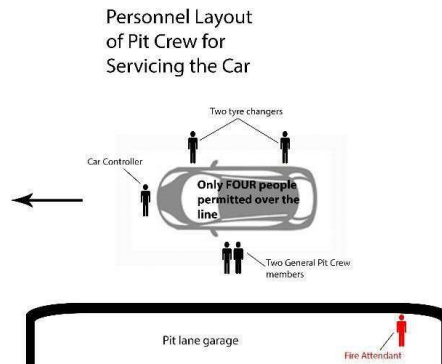 Personnel Layout
of Pit Crew for
Servicing the Car
Two tyre changers
Car Controller
Only FOUR people
permitted over the
line
Two General Pit Crew
members
Pit lane garage
Fire Attendant